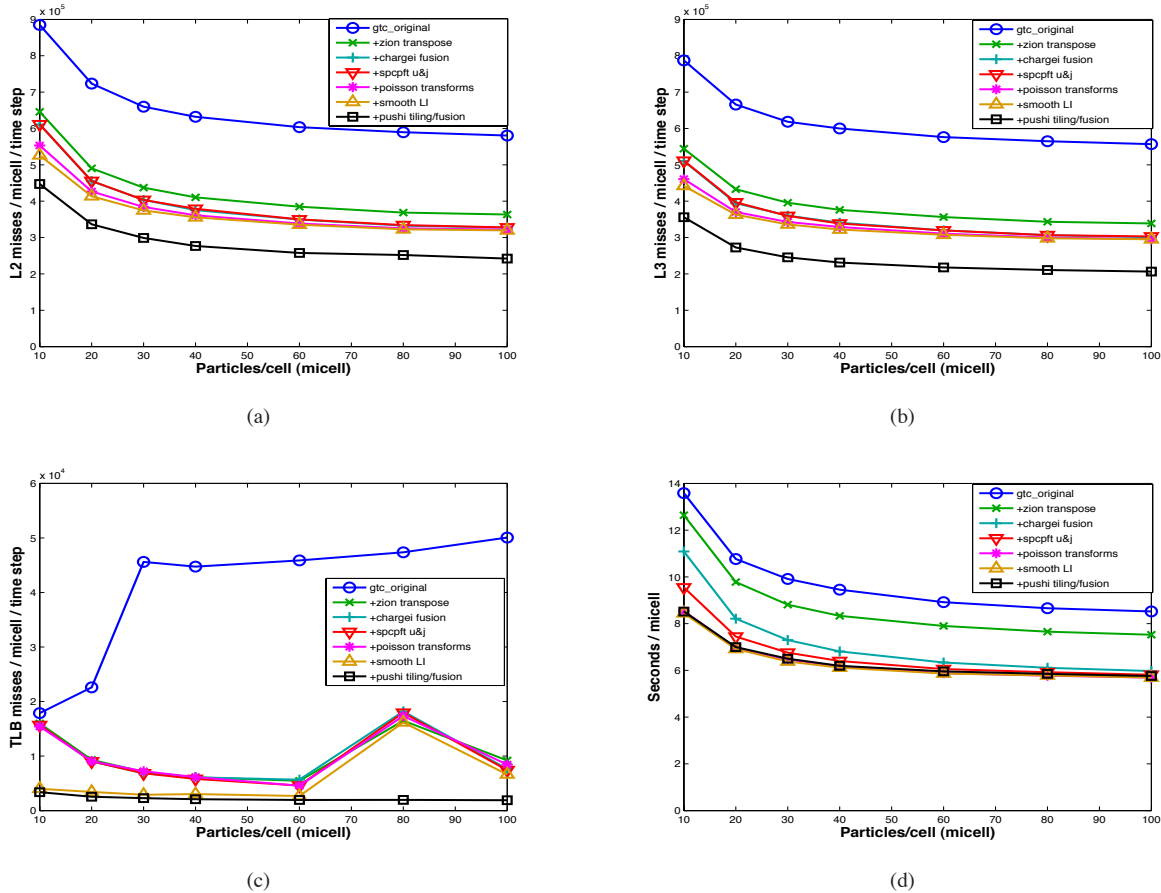 x 10^5
9
8
7
6
5
4
3
2
1
0
L2 misses / micell / time step
gtc_original
+zion transpose
+chargei fusion
+spcpft u&j
+poisson transforms
+smooth LI
+pushi tiling/fusion
10 20 30 40 50 60 70 80 90 100
Particles/cell (micell)
(a)
x 10^5
9
8
7
6
5
4
3
2
1
0
L3 misses / micell / time step
gtc_original
+zion transpose
+chargei fusion
+spcpft u&j
+poisson transforms
+smooth LI
+pushi tiling/fusion
10 20 30 40 50 60 70 80 90 100
Particles/cell (micell)
(b)
x 10^4
6
5
4
3
2
1
0
TLB misses / micell / time step
gtc_original
+zion transpose
+chargei fusion
+spcpft u&j
+poisson transforms
+smooth LI
+pushi tiling/fusion
10 20 30 40 50 60 70 80 90 100
Particles/cell (micell)
(c)
14
12
10
8
6
4
2
0
Seconds / micell
gtc_original
+zion transpose
+chargei fusion
+spcpft u&j
+poisson transforms
+smooth LI
+pushi tiling/fusion
10 20 30 40 50 60 70 80 90 100
Particles/cell (micell)
(d)